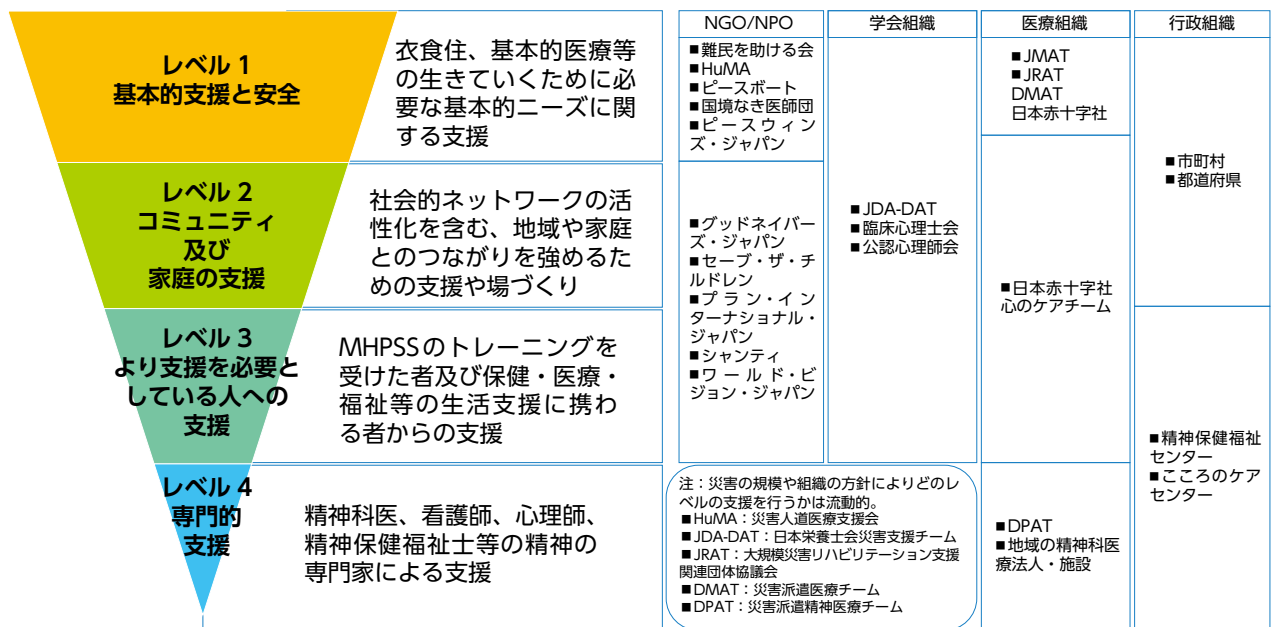 レベル 1
基本的支援と安全
衣食住、基本的医療等
の生きていくために必
要な基本的ニーズに関
する支援
レベル 2
コミュニティ
及び
家庭の支援
社会的ネットワークの活
性化を含む、地域や家庭
とのつながりを強めるた
めの支援や場づくり
レベル 3
より支援を必要と
している人への
支援
MHPSSのトレーニングを
受けた者及び保健・医療・
福祉等の生活支援に携わ
る者からの支援
レベル 4
専門的
支援
精神科医、看護師、心理師、
精神保健福祉士等の精神の
専門家による支援
NGO/NPO
■難民を助ける会
■HuMA
■ピースボート
■国境なき医師団
■ピースウィン
ズ・ジャパン
■グッドネイバー
ズ・ジャパン
■セーブ・ザ・チ
ルドレン
■プラン・イン
ターナショナル・
ジャパン
■シャンティ
■ワールド・ビ
ジョン・ジャパン
学会組織
■JDA-DAT
■臨床心理士会
■公認心理師会
医療組織
■JMAT
■JRAT
DMAT
日本赤十字社
■日本赤十字社
心のケアチーム
■DPAT
■地域の精神科医
療法人・施設
行政組織
■市町村
■都道府県
■精神保健福祉
センター
■こころのケア
センター
注：災害の規模や組織の方針によりどのレ
ベルの支援を行うかは流動的。
■HuMA：災害人道医療支援会
■JDA-DAT：日本栄養士会災害支援チーム
■JRAT：大規模災害リハビリテーション支援
関連団体協議会
■DMAT：災害派遣医療チーム
■DPAT：災害派遣精神医療チーム